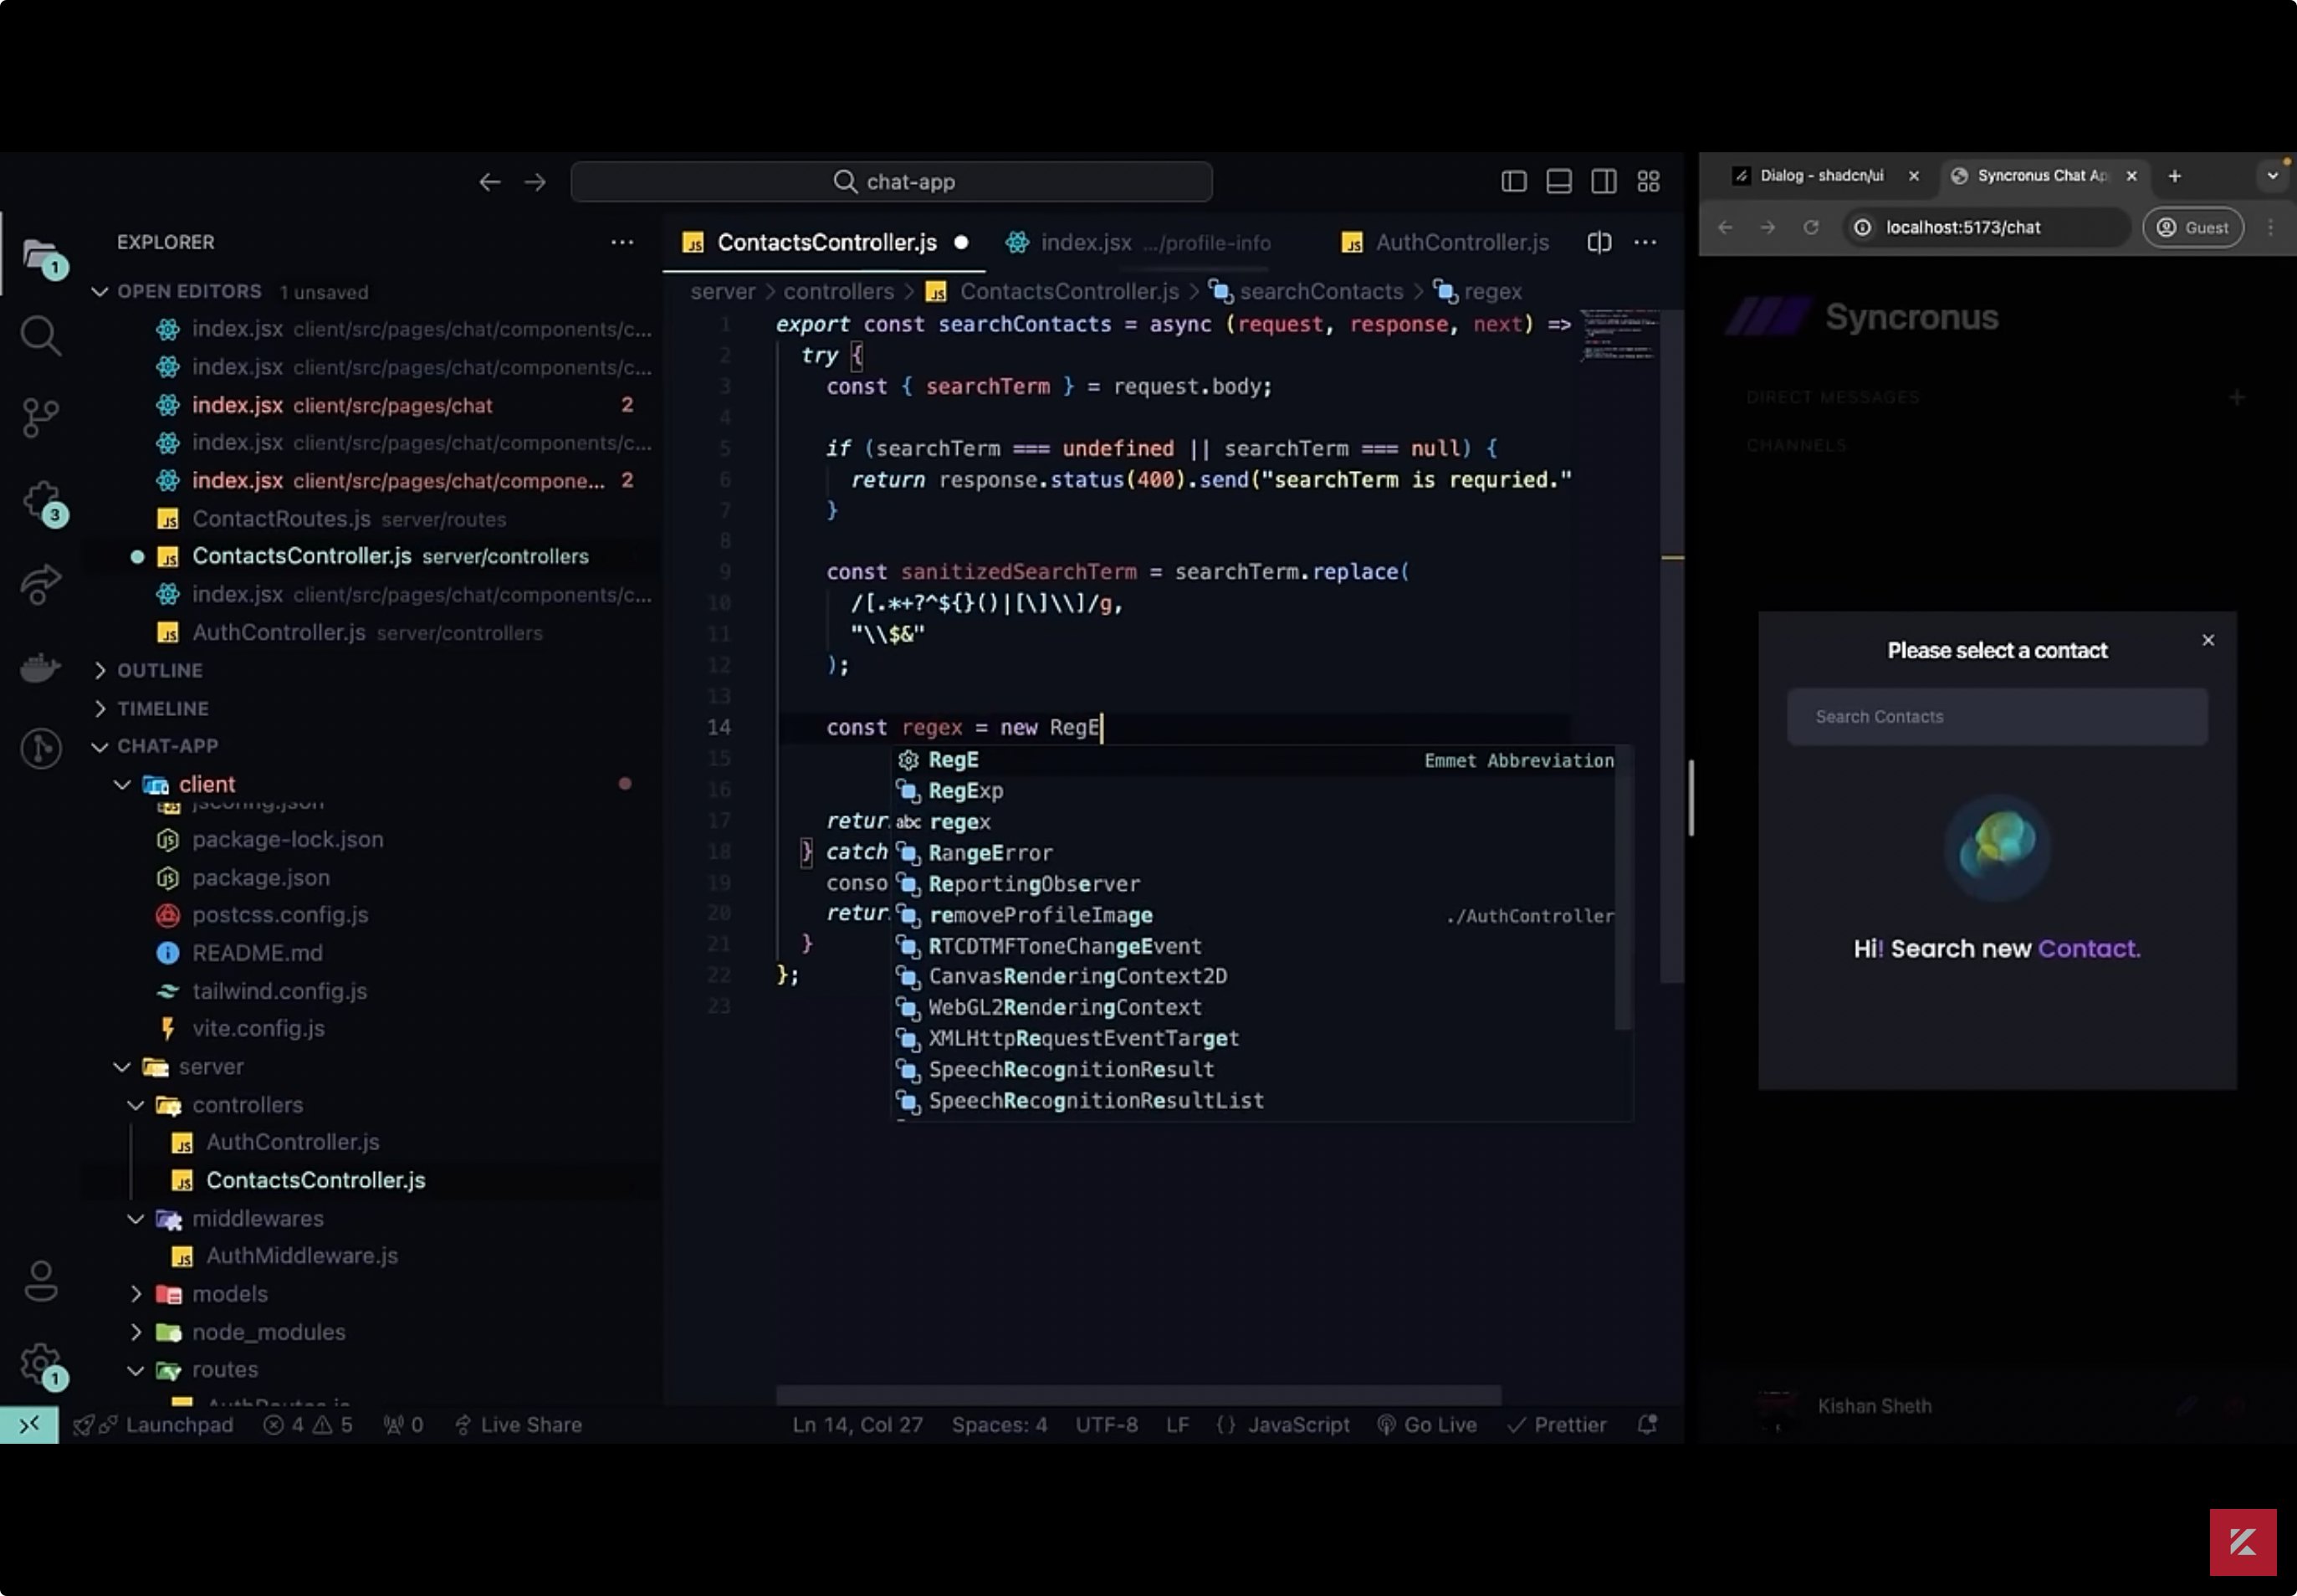 chat-app
EXPLORER
OPEN EDITORS 1 unsaved
index.jsx client/src/pages/chat/components/c...
index.jsx client/src/pages/chat/components/c...
index.jsx client/src/pages/chat 2
index.jsx client/src/pages/chat/components/c...
index.jsx client/src/pages/chat/compone... 2
ContactRoutes.js server/routes
ContactsController.js server/controllers
index.jsx client/src/pages/chat/components/c...
AuthController.js server/controllers
OUTLINE
TIMELINE
CHAT-APP
client
jsconfig.json
package-lock.json
package.json
postcss.config.js
README.md
tailwind.config.js
vite.config.js
server
controllers
AuthController.js
ContactsController.js
middlewares
AuthMiddleware.js
models
node_modules
routes
1
3
1
ContactsController.js
index.jsx .../profile-info
AuthController.js
server > controllers > JS ContactsController.js > searchContacts > regex
1 export const searchContacts = async (request, response, next) =>
2 try {
3 const { searchTerm } = request.body;
4
5 if (searchTerm === undefined || searchTerm === null) {
6 return response.status(400).send("searchTerm is requried."
7 }
8
9 const sanitizedSearchTerm = searchTerm.replace(
10 /[.*+?^${}()|[\]\\]/g,
11 "\\$&"
12 );
13
14 const regex = new RegE
15
16
17 retur
18 } catch
19 conso
20 retur
21 }
22 };
23
RegE Emmet Abbreviation
RegExp
abc regex
RangeError
ReportingObserver
removeProfileImage ./AuthController
RTCDTMFToneChangeEvent
CanvasRenderingContext2D
WebGL2RenderingContext
XMLHttpRequestEventTarget
SpeechRecognitionResult
SpeechRecognitionResultList
Launchpad 4 5 0 Live Share
Ln 14, Col 27 Spaces: 4 UTF-8 LF {} JavaScript Go Live Prettier
Dialog - shadcn/ui
Syncronus Chat Ap
localhost:5173/chat
Guest
Syncronus
DIRECT MESSAGES +
CHANNELS
Please select a contact
Search Contacts
Hi! Search new Contact.
Kishan Sheth